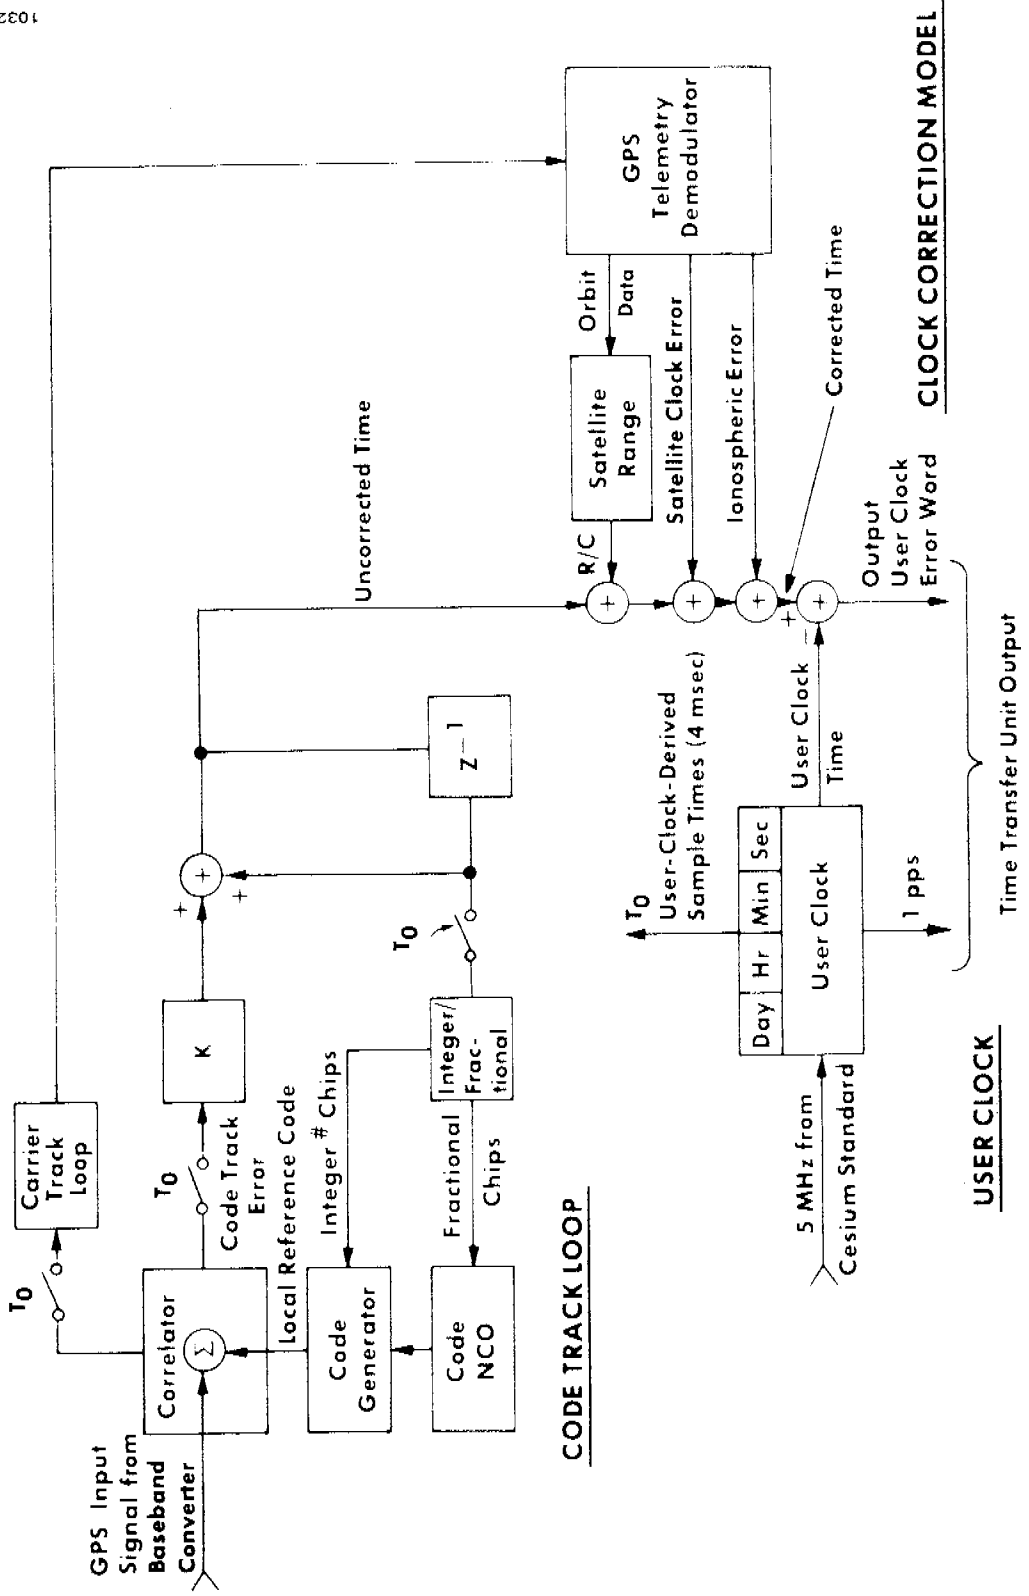 1032
GPS Input
Signal from
Baseband
Converter
Correlator
Σ
T0
Carrier
Track
Loop
T0
Code Track
Error
K
+
+
+
Z−1
T0
Integer/
Frac-
tional
Integer # Chips
Fractional
Chips
Local Reference Code
Code
Generator
Code
NCO
CODE TRACK LOOP
Uncorrected Time
GPS
Telemetry
Demodulator
Orbit
Data
Satellite
Range
R/C
Satellite Clock Error
Ionospheric Error
+
+
+
+
−
+
Corrected Time
CLOCK CORRECTION MODEL
Output
User Clock
Error Word
T0
User-Clock-Derived
Sample Times (4 msec)
Day Hr Min Sec
User Clock
User Clock
Time
1 pps
5 MHz from
Cesium Standard
USER CLOCK
Time Transfer Unit Output